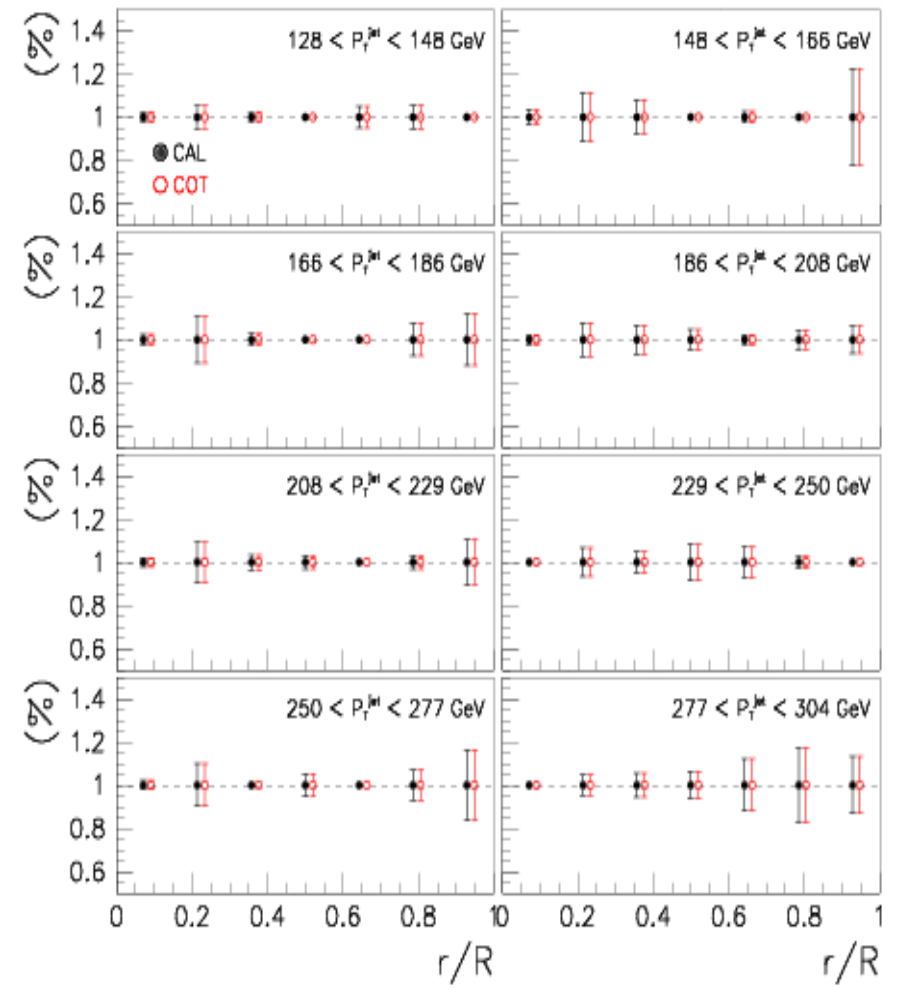 (%) 1.4 1.2 1 0.8 0.6 128 < P_T^jet < 148 GeV
CAL
COT
148 < P_T^jet < 166 GeV
(%) 1.4 1.2 1 0.8 0.6 166 < P_T^jet < 186 GeV
186 < P_T^jet < 208 GeV
(%) 1.4 1.2 1 0.8 0.6 208 < P_T^jet < 229 GeV
229 < P_T^jet < 250 GeV
(%) 1.4 1.2 1 0.8 0.6 250 < P_T^jet < 277 GeV
277 < P_T^jet < 304 GeV
0 0.2 0.4 0.6 0.8 10 0.2 0.4 0.6 0.8 1
r/R r/R